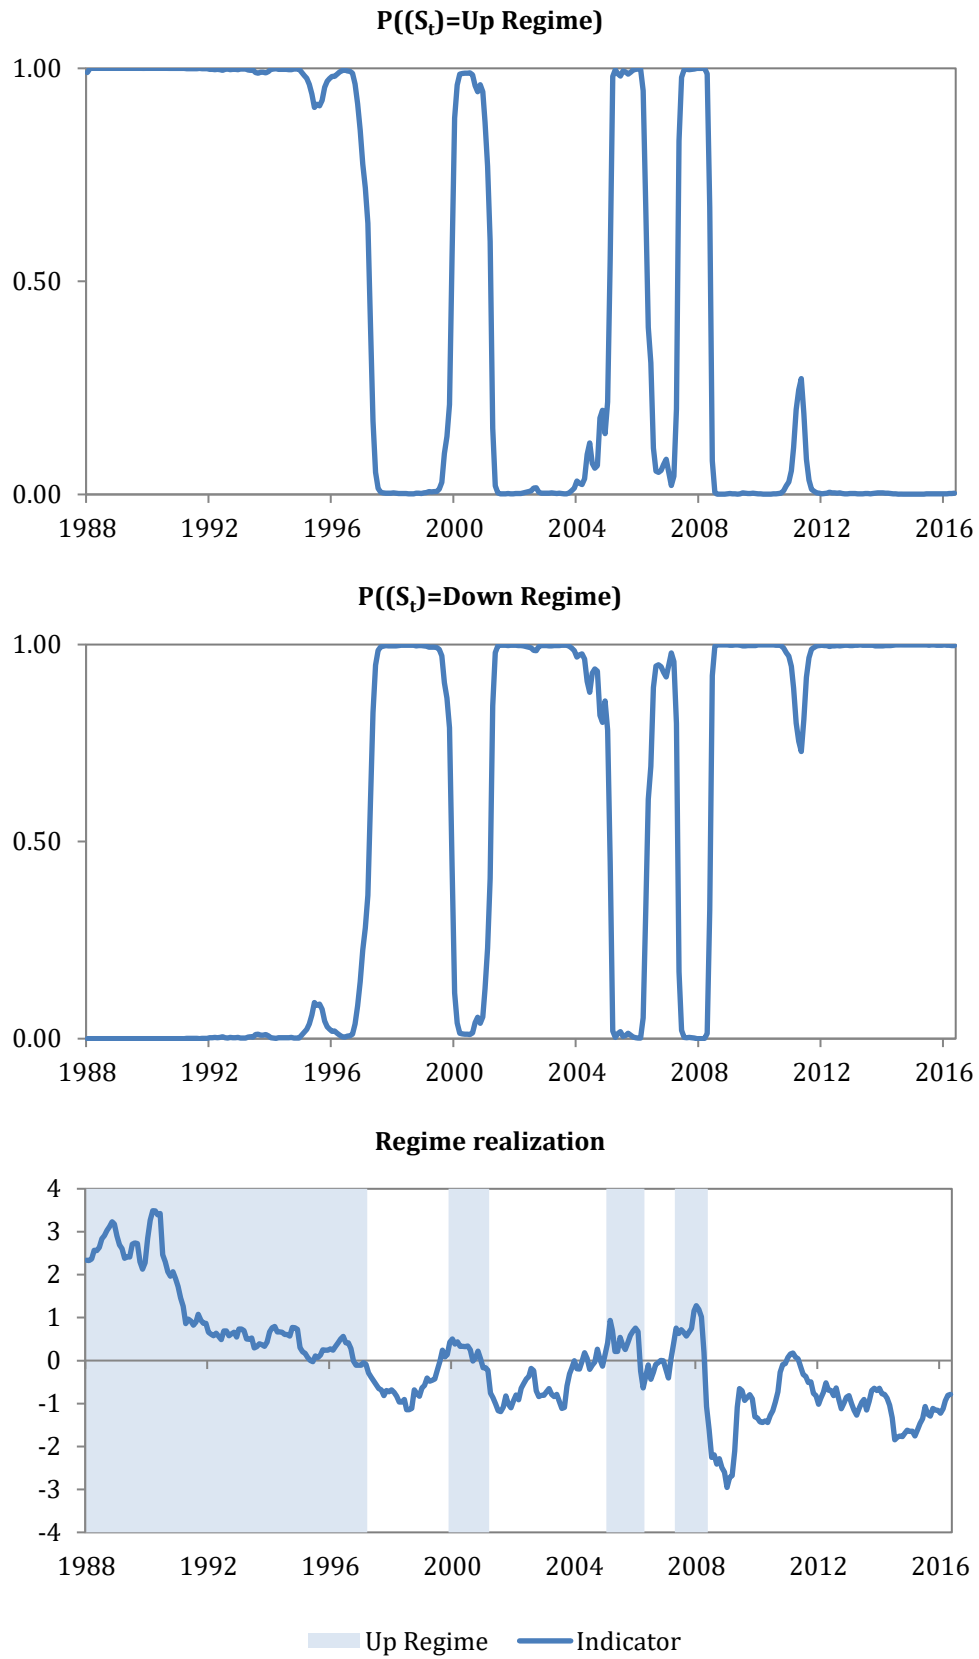 P((St)=Up Regime)
1.00
0.50
0.00
1988 1992 1996 2000 2004 2008 2012 2016
P((St)=Down Regime)
1.00
0.50
0.00
1988 1992 1996 2000 2004 2008 2012 2016
Regime realization
4
3
2
1
0
-1
-2
-3
-4
1988 1992 1996 2000 2004 2008 2012 2016
Up Regime Indicator